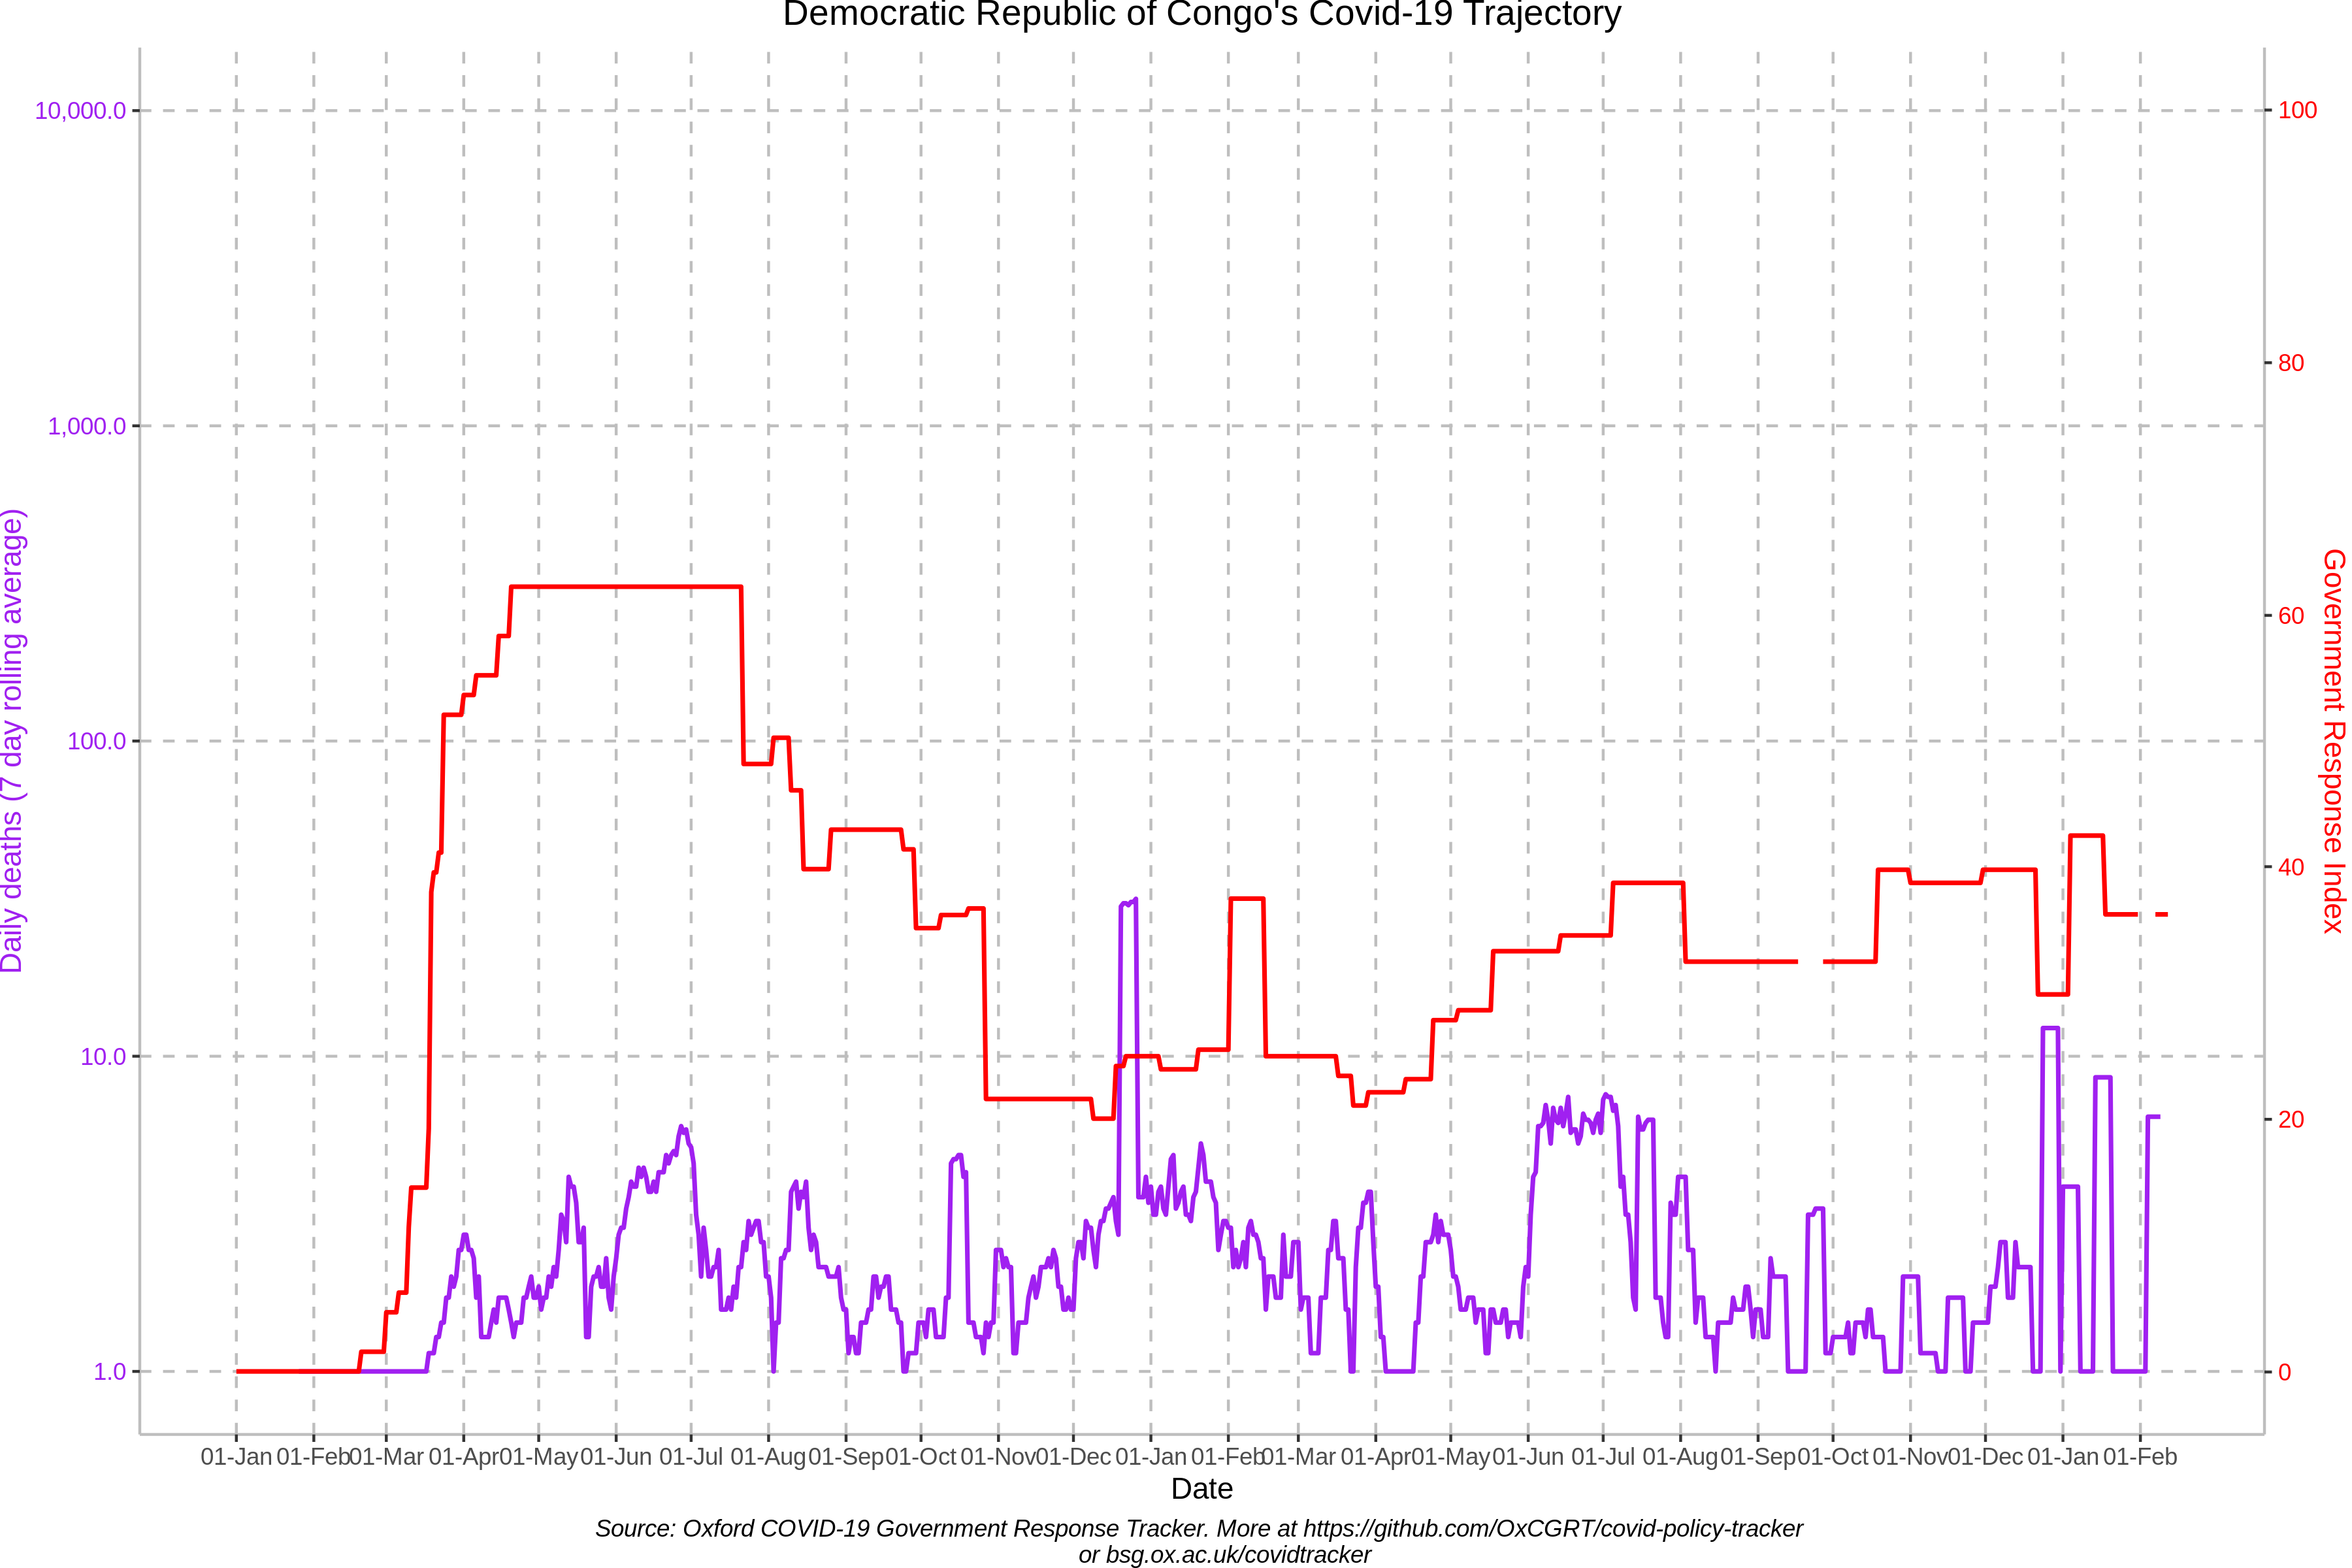 Democratic Republic of Congo's Covid-19 Trajectory
10,000.0
1,000.0
100.0
10.0
1.0
Daily deaths (7 day rolling average)
100
80
60
40
20
0
Government Response Index
01-Jan 01-Feb 01-Mar 01-Apr 01-May 01-Jun 01-Jul 01-Aug 01-Sep 01-Oct 01-Nov 01-Dec 01-Jan 01-Feb 01-Mar 01-Apr 01-May 01-Jun 01-Jul 01-Aug 01-Sep 01-Oct 01-Nov 01-Dec 01-Jan 01-Feb
Date
Source: Oxford COVID-19 Government Response Tracker. More at https://github.com/OxCGRT/covid-policy-tracker
or bsg.ox.ac.uk/covidtracker